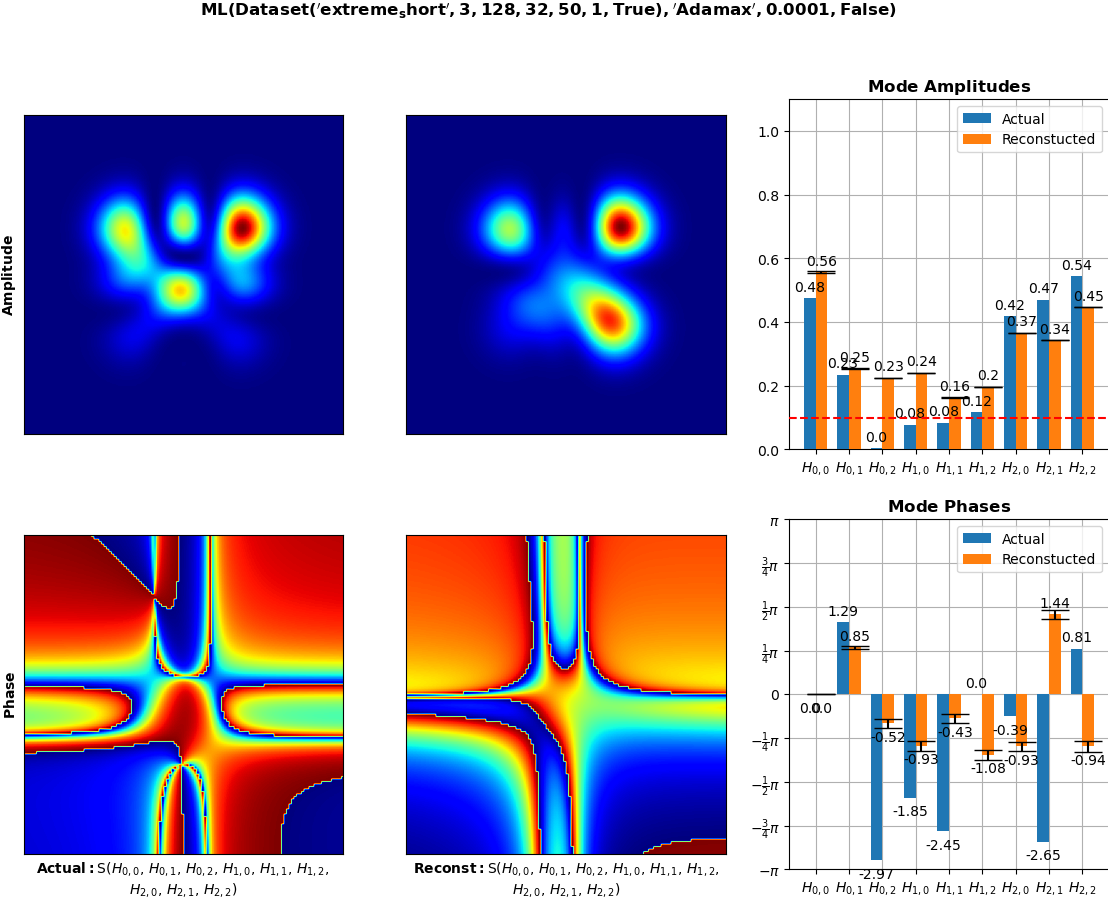 ML(Dataset('extreme_short', 3, 128, 32, 50, 1, True), 'Adamax', 0.0001, False)
Amplitude
Mode Amplitudes
Actual
Reconstucted
1.0
0.8
0.6
0.4
0.2
0.0
0.48
0.56
0.23
0.25
0.0
0.23
0.08
0.24
0.08
0.16
0.12
0.2
0.42
0.37
0.47
0.34
0.54
0.45
H0,0 H0,1 H0,2 H1,0 H1,1 H1,2 H2,0 H2,1 H2,2
Phase
Actual: S(H0,0, H0,1, H0,2, H1,0, H1,1, H1,2,
H2,0, H2,1, H2,2)
Reconst: S(H0,0, H0,1, H0,2, H1,0, H1,1, H1,2,
H2,0, H2,1, H2,2)
Mode Phases
Actual
Reconstucted
π
3/4π
1/2π
1/4π
0
−1/4π
−1/2π
−3/4π
−π
0.0
0.0
1.29
0.85
-2.97
-0.52
-1.85
-0.93
-2.45
-0.43
0.0
-1.08
-0.39
-0.93
-2.65
1.44
0.81
-0.94
H0,0 H0,1 H0,2 H1,0 H1,1 H1,2 H2,0 H2,1 H2,2